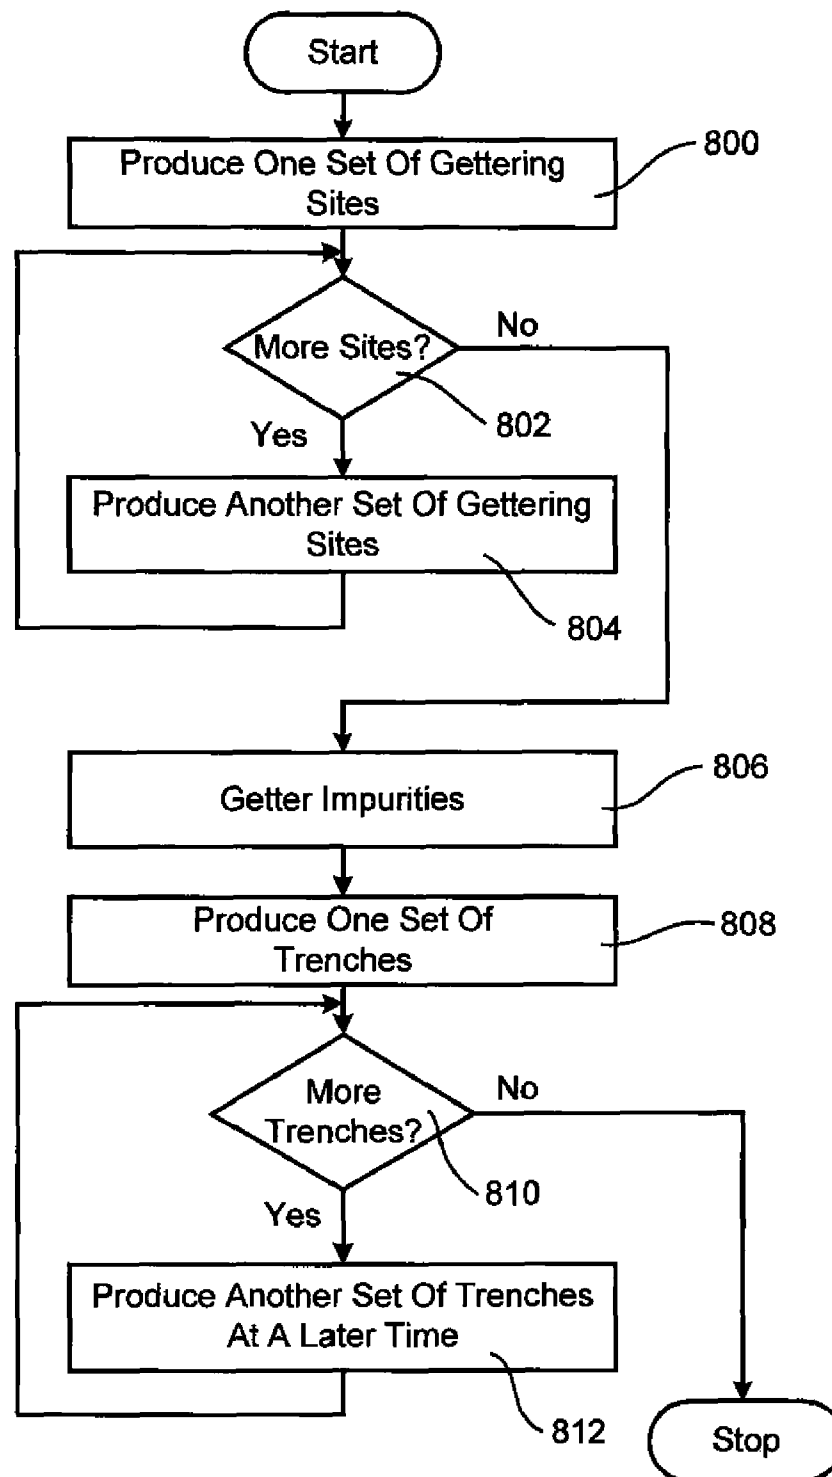 Start
Produce One Set Of Gettering
Sites
800
More Sites?
No
802
Yes
Produce Another Set Of Gettering
Sites
804
Getter Impurities
806
Produce One Set Of
Trenches
808
More
Trenches?
No
810
Yes
Produce Another Set Of Trenches
At A Later Time
812
Stop